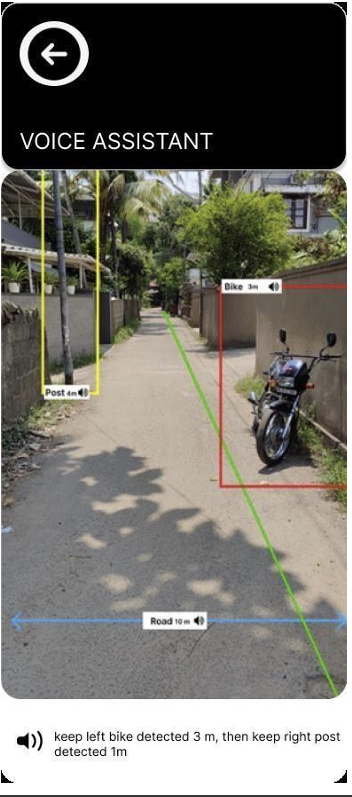 VOICE ASSISTANT
Bike 3m
Post 4m
Road 10 m
keep left bike detected 3 m, then keep right post
detected 1m